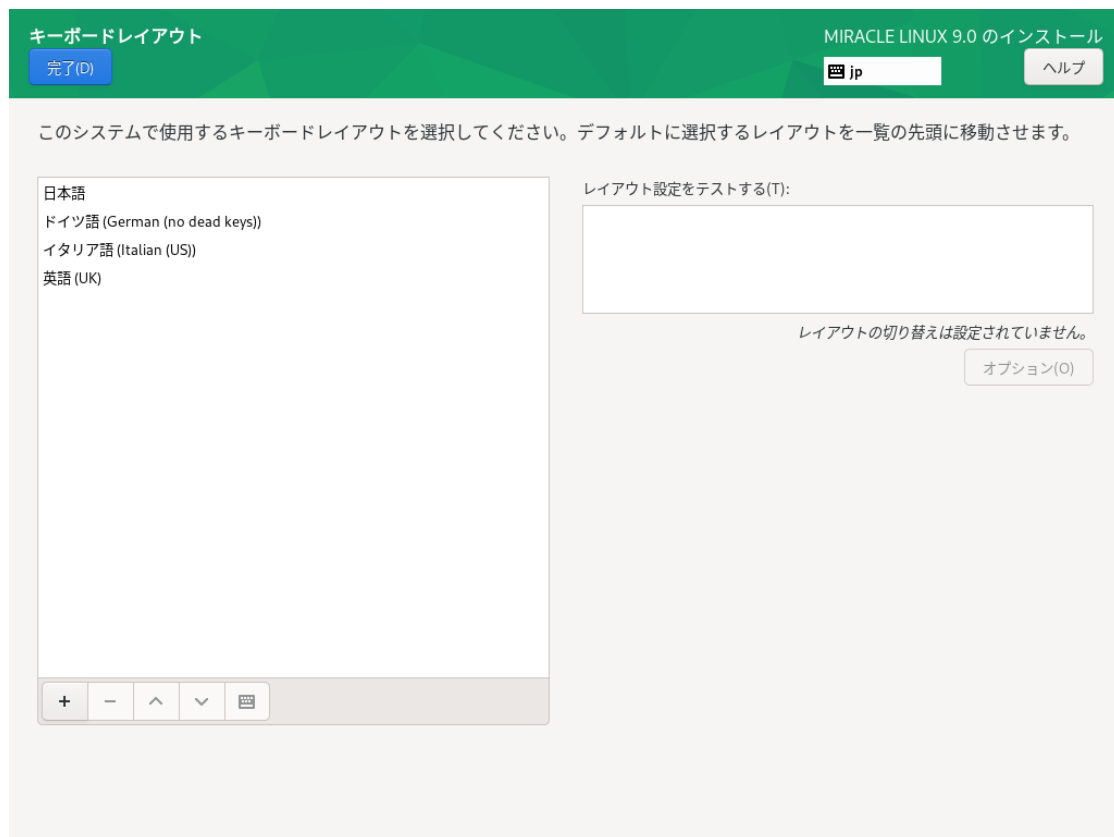 キーボードレイアウト
MIRACLE LINUX 9.0 のインストール
完了(D)
jp
ヘルプ
このシステムで使用するキーボードレイアウトを選択してください。デフォルトに選択するレイアウトを一覧の先頭に移動させます。
日本語
ドイツ語 (German (no dead keys))
イタリア語 (Italian (US))
英語 (UK)
レイアウト設定をテストする(T):
レイアウトの切り替えは設定されていません。
オプション(O)